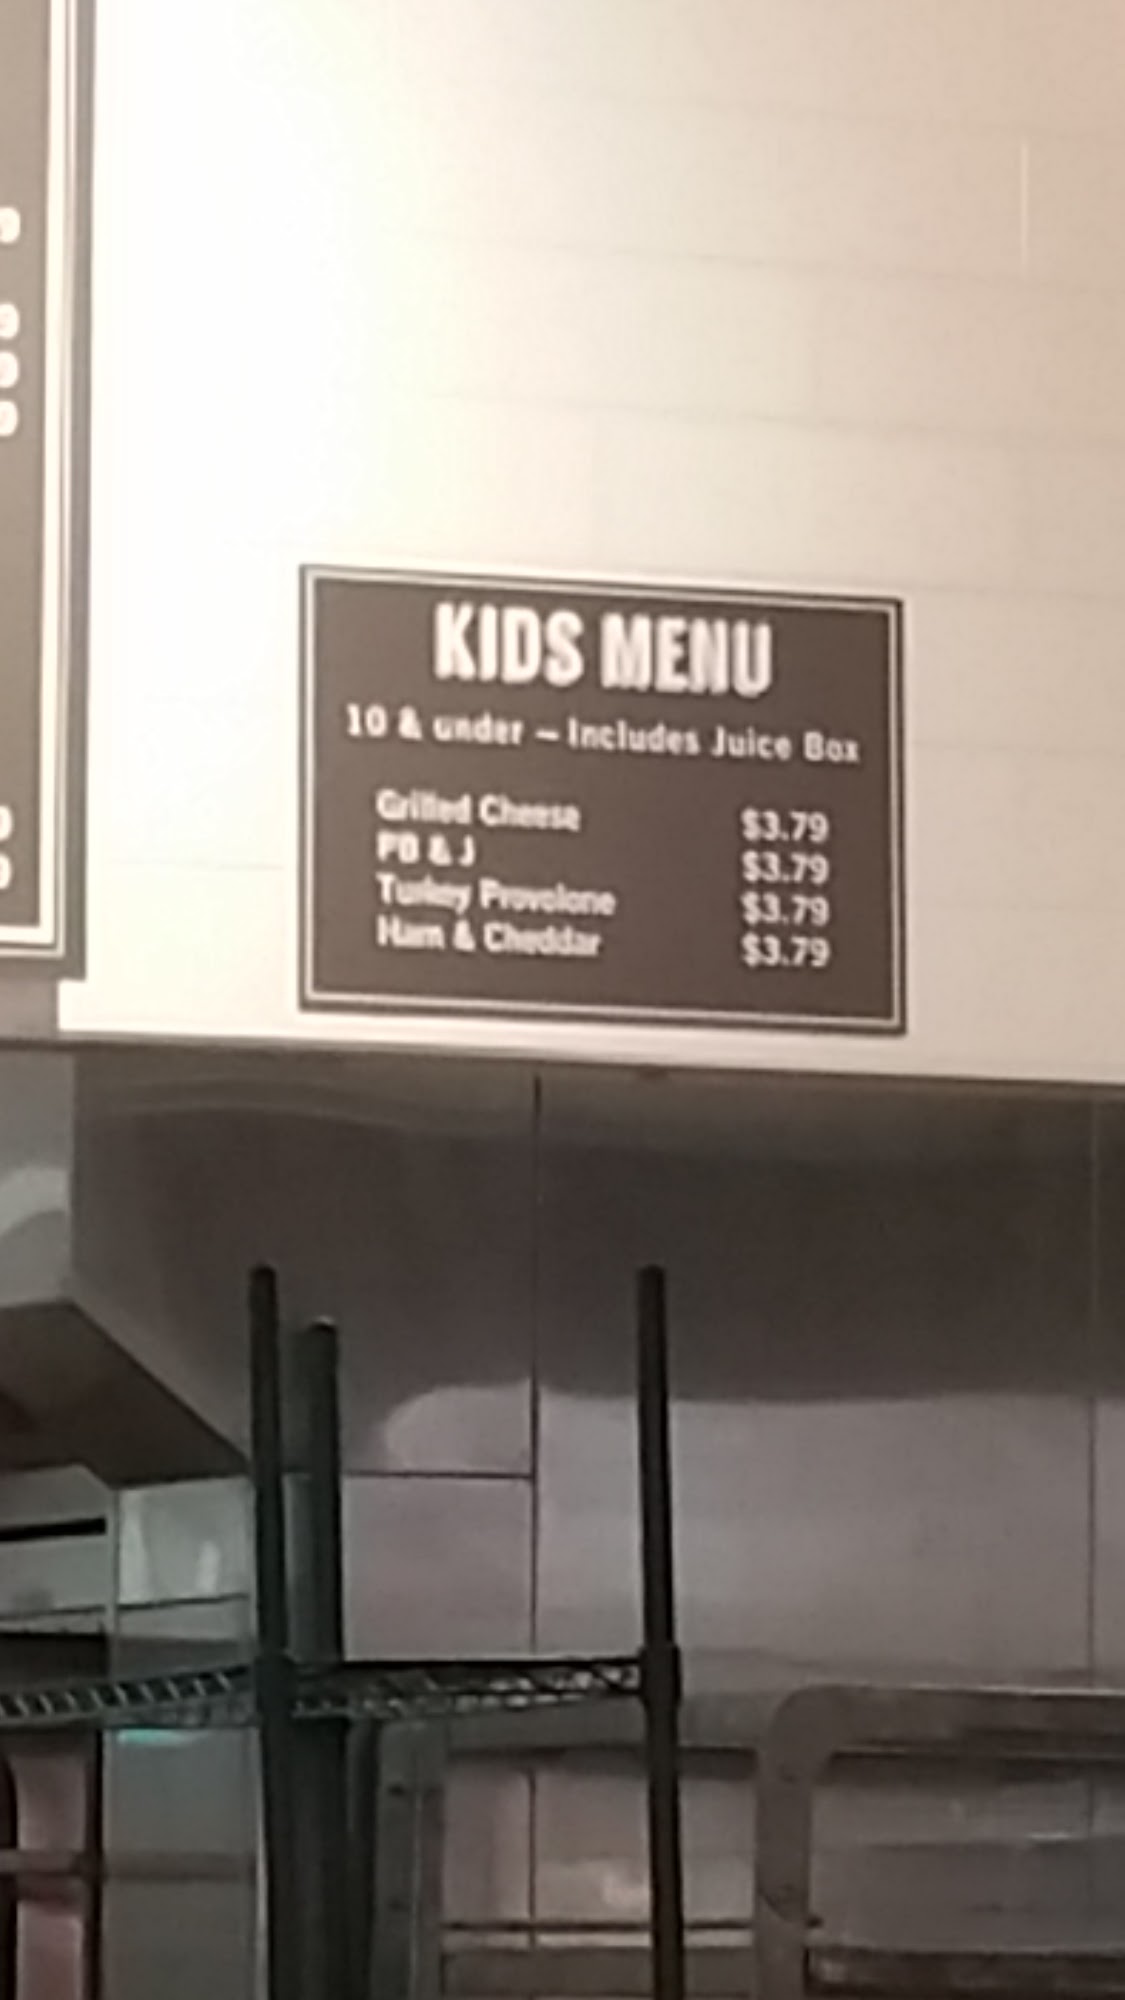 KIDS MENU
10 & under – Includes Juice Box
Grilled Cheese $3.79
PB & J $3.79
Turkey Provolone $3.79
Ham & Cheddar $3.79